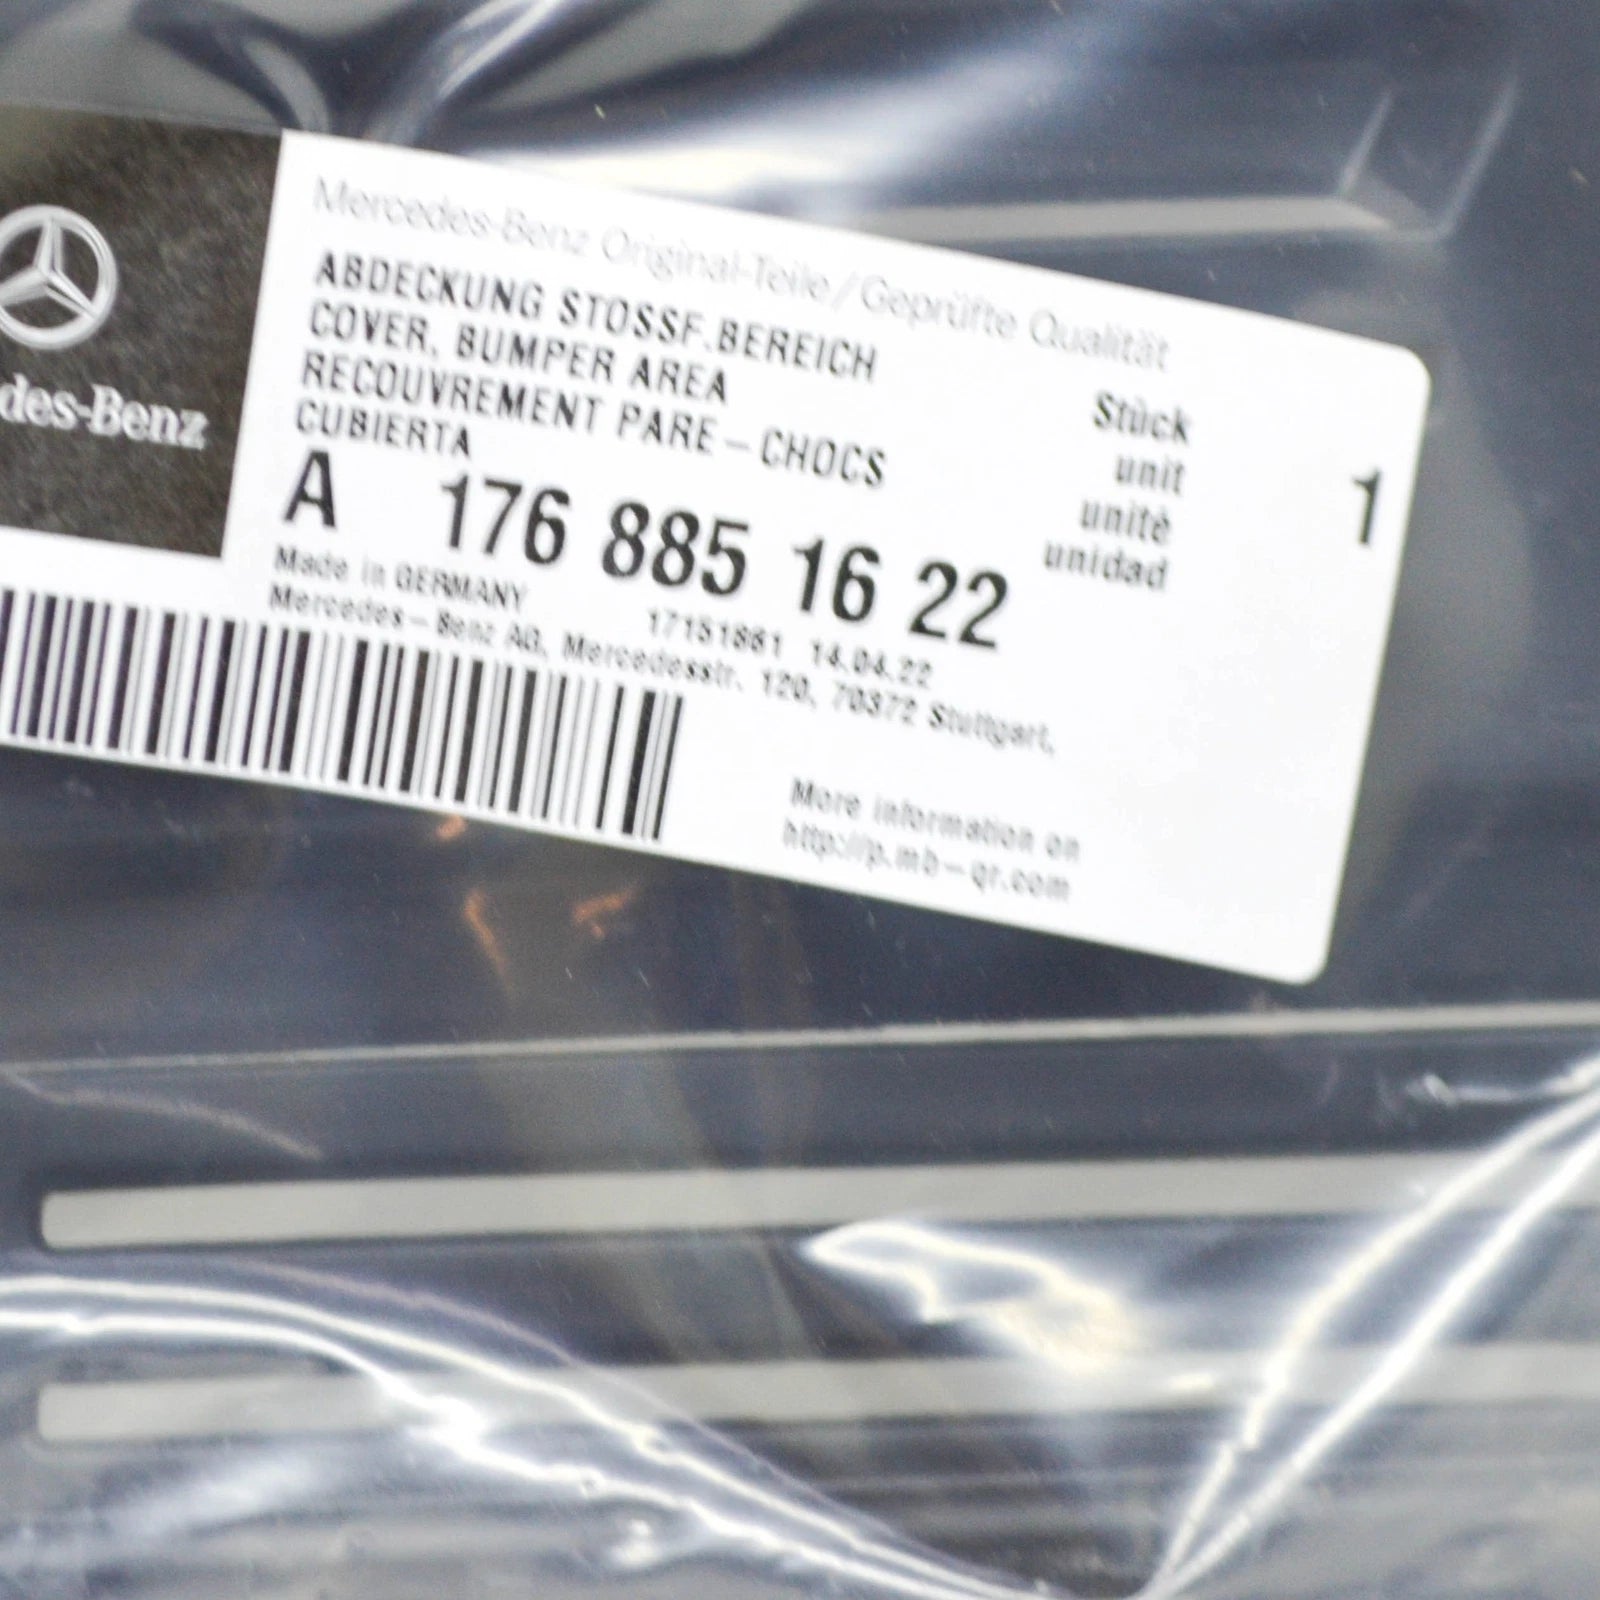 des-Benz
Mercedes-Benz Original-Teile/Geprüfte Qualität
ABDECKUNG STOSSF.BEREICH
COVER, BUMPER AREA
RECOUVREMENT PARE-CHOCS
CUBIERTA
Stück
unit
unité
unidad
1
A 176 885 16 22
Made in GERMANY
17151881 14.04.22
Mercedes-Benz AG, Mercedesstr. 120, 70372 Stuttgart,
More information on
http://p.mb-qr.com